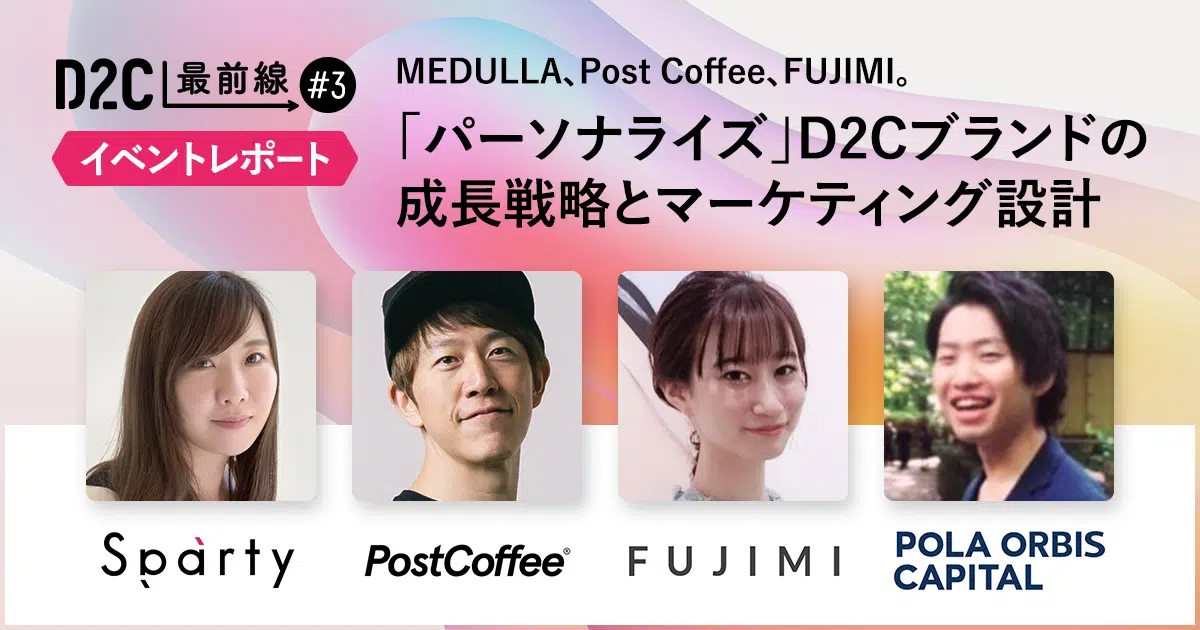 D2C 最前線 #3
イベントレポート
MEDULLA、Post Coffee、FUJIMI。
「パーソナライズ」D2Cブランドの
成長戦略とマーケティング設計
Sparty
PostCoffee®
FUJIMI
POLA ORBIS
CAPITAL